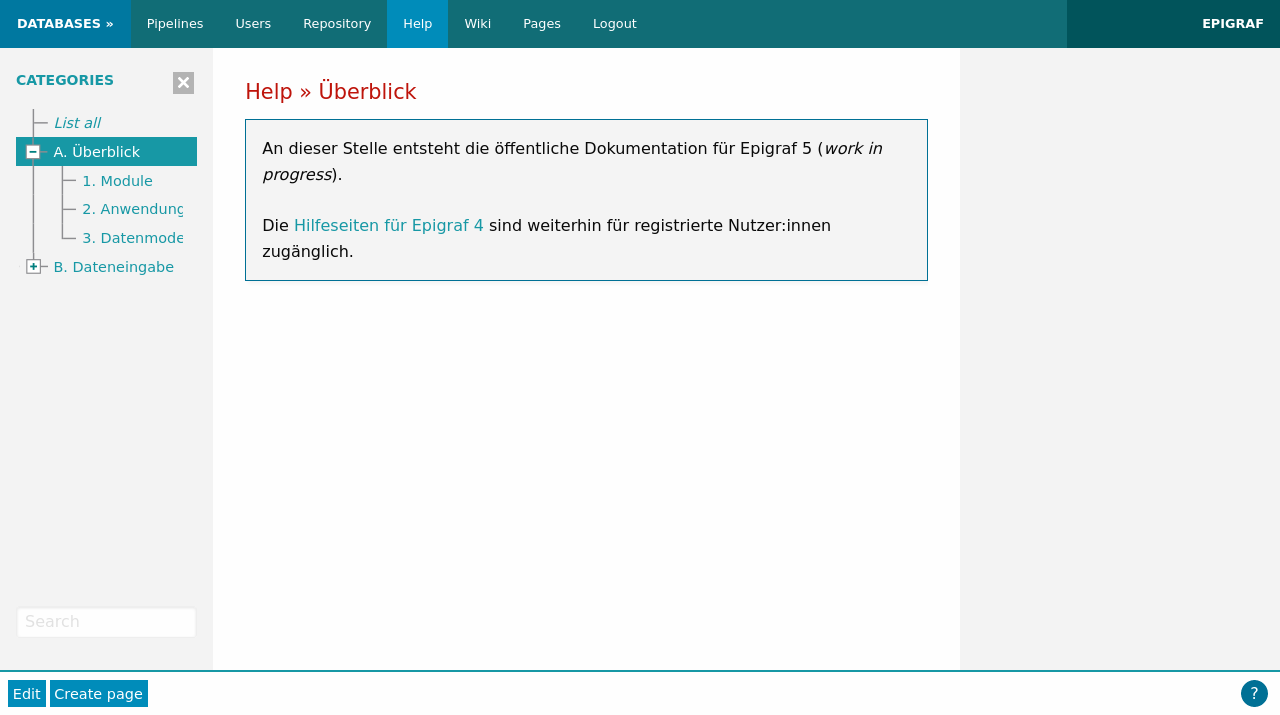 DATABASES »
Pipelines
Users
Repository
Help
Wiki
Pages
Logout
EPIGRAF
CATEGORIES
List all
A. Überblick
1. Module
2. Anwendung
3. Datenmode
B. Dateneingabe
Search
Help » Überblick
An dieser Stelle entsteht die öffentliche Dokumentation für Epigraf 5 (work in
progress).
Die Hilfeseiten für Epigraf 4 sind weiterhin für registrierte Nutzer:innen
zugänglich.
Edit
Create page
?